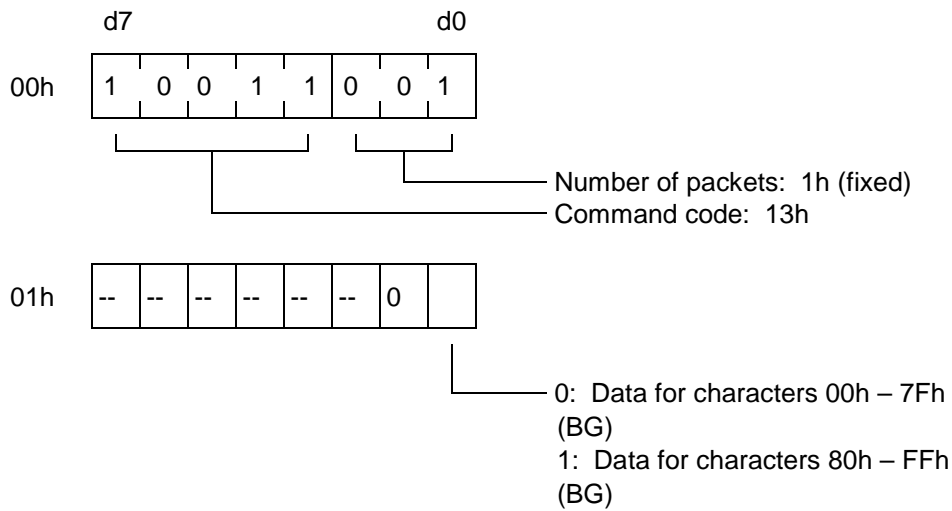 d7 d0
00h 1 0 0 1 1 0 0 1
Number of packets: 1h (fixed)
Command code: 13h
01h -- -- -- -- -- -- 0
0: Data for characters 00h – 7Fh
(BG)
1: Data for characters 80h – FFh
(BG)